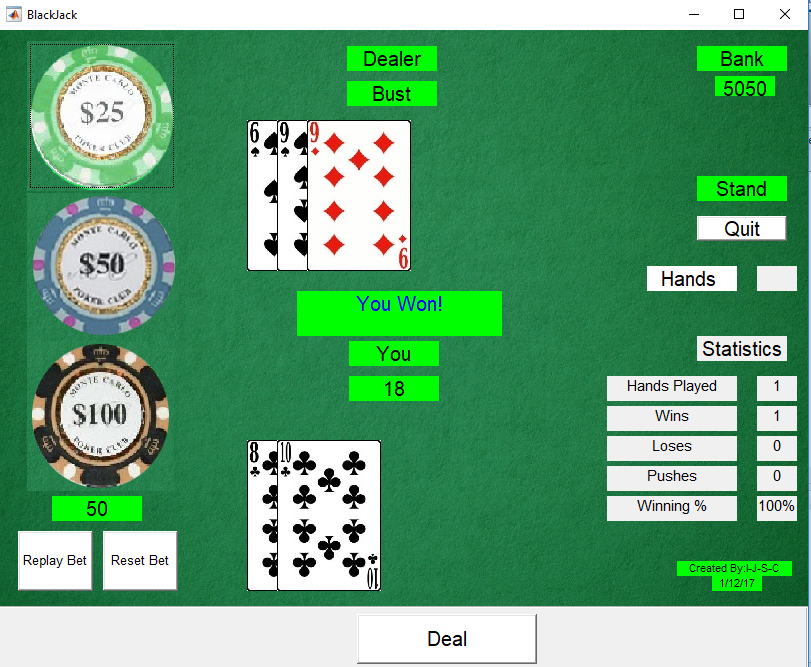 BlackJack
Dealer
Bust
Bank
5050
MONTE CARLO
$25
POKER CLUB
6
9
9
6
Stand
Quit
MONTE CARLO
$50
POKER CLUB
Hands
You Won!
You
18
Statistics
Hands Played 1
Wins 1
Loses 0
Pushes 0
Winning % 100%
MONTE CARLO
$100
POKER CLUB
8
10
10
50
Replay Bet
Reset Bet
Created By:I-J-S-C
1/12/17
Deal